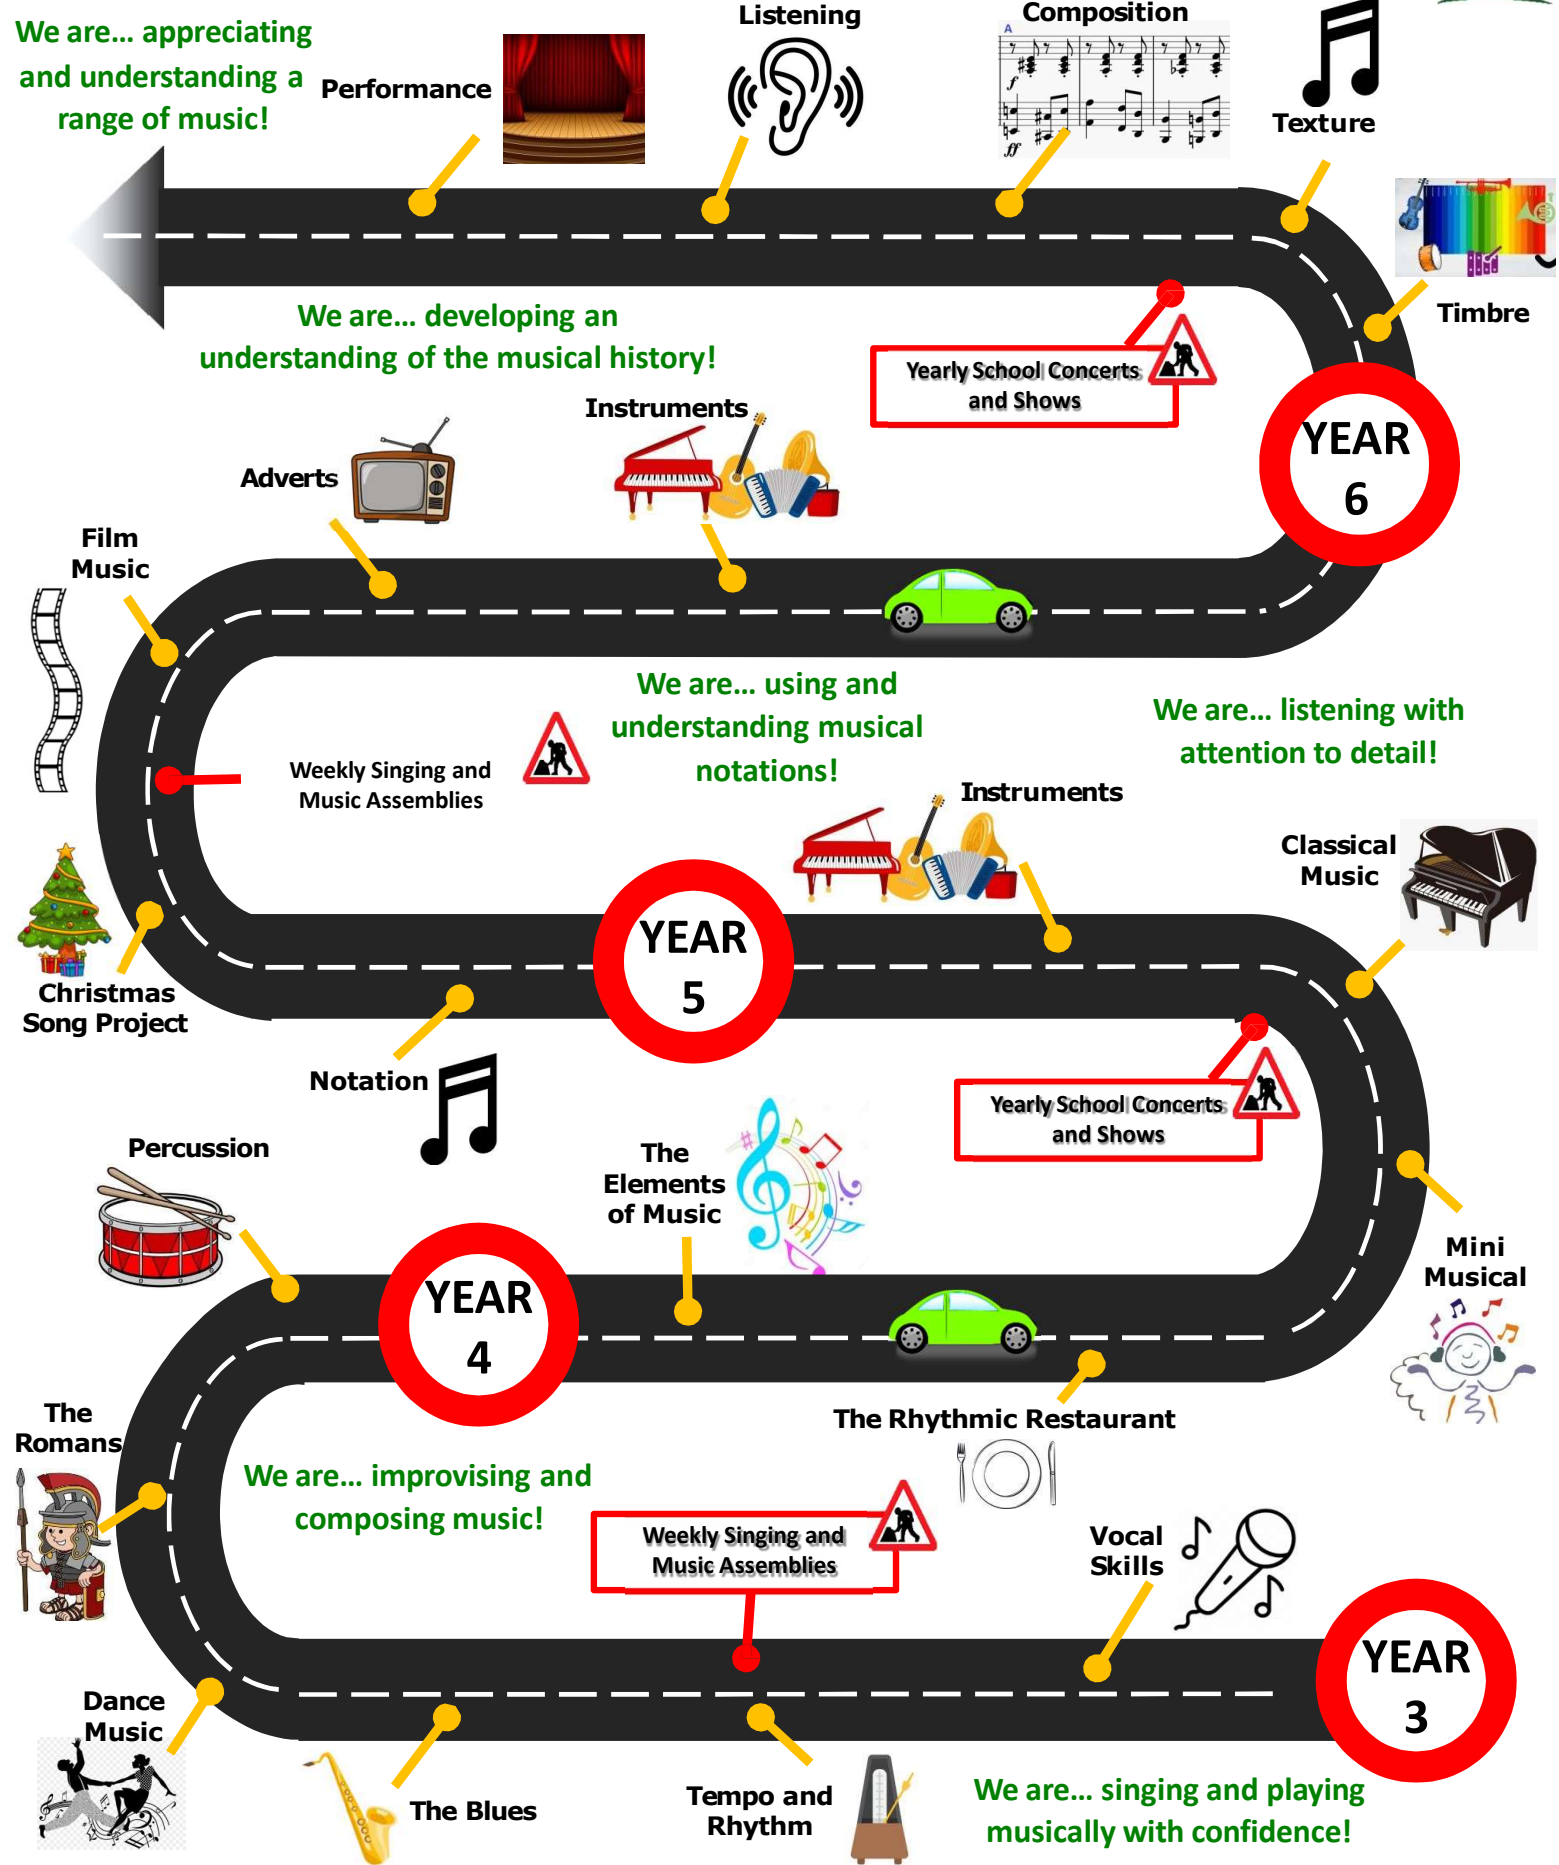 Listening
Composition
We are... appreciating
and understanding a
range of music!
Performance
A
f
ff
Texture
Timbre
We are... developing an
understanding of the musical history!
Yearly School Concerts
and Shows
Instruments
YEAR
6
Adverts
Film
Music
We are... using and
understanding musical
notations!
We are... listening with
attention to detail!
Weekly Singing and
Music Assemblies
Instruments
Classical
Music
YEAR
5
Christmas
Song Project
Notation
Yearly School Concerts
and Shows
Percussion
The
Elements
of Music
Mini
Musical
YEAR
4
The
Romans
The Rhythmic Restaurant
We are... improvising and
composing music!
Weekly Singing and
Music Assemblies
Vocal
Skills
YEAR
3
Dance
Music
The Blues
Tempo and
Rhythm
We are... singing and playing
musically with confidence!